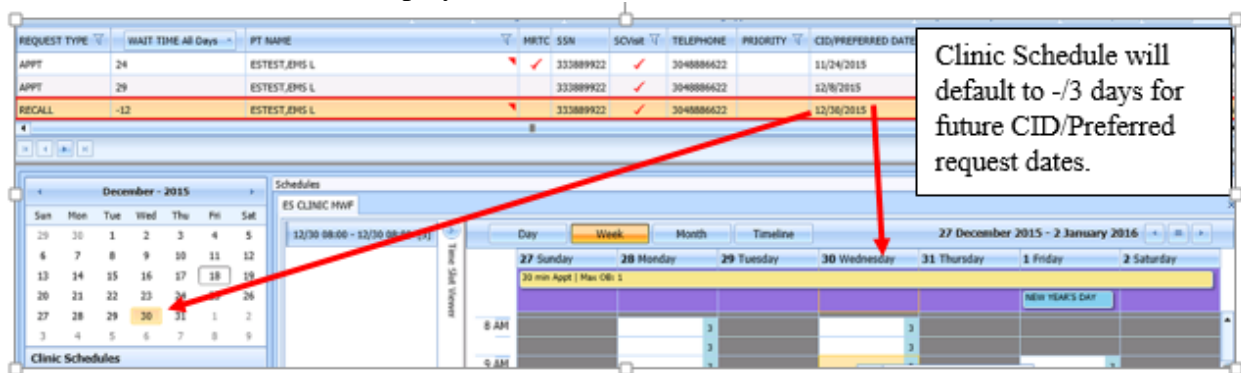 REQUEST TYPE WAIT TIME All Days PT NAME MRTC SSN SCVisit TELEPHONE PRIORITY CID/PREFERRED DATE
APPT 24 ESTEST,EMS L 333889922 3048886622 11/24/2015
APPT 29 ESTEST,EMS L 333889922 3048886622 12/8/2015
RECALL -12 ESTEST,EMS L 333889922 3048886622 12/30/2015
Clinic Schedule will
default to -/3 days for
future CID/Preferred
request dates.
December - 2015
Sun Mon Tue Wed Thu Fri Sat
29 30 1 2 3 4 5
6 7 8 9 10 11 12
13 14 15 16 17 18 19
20 21 22 23 24 25 26
27 28 29 30 31 1 2
3 4 5 6 7 8 9
Clinic Schedules
Schedules
ES CLINIC MWF
12/30 08:00 - 12/30 08:
Time Slot Viewer
Day Week Month Timeline 27 December 2015 - 2 January 2016
27 Sunday 28 Monday 29 Tuesday 30 Wednesday 31 Thursday 1 Friday 2 Saturday
30 min Appt | Max OB: 1
NEW YEAR'S DAY
8 AM 3 3
3 3
9 AM